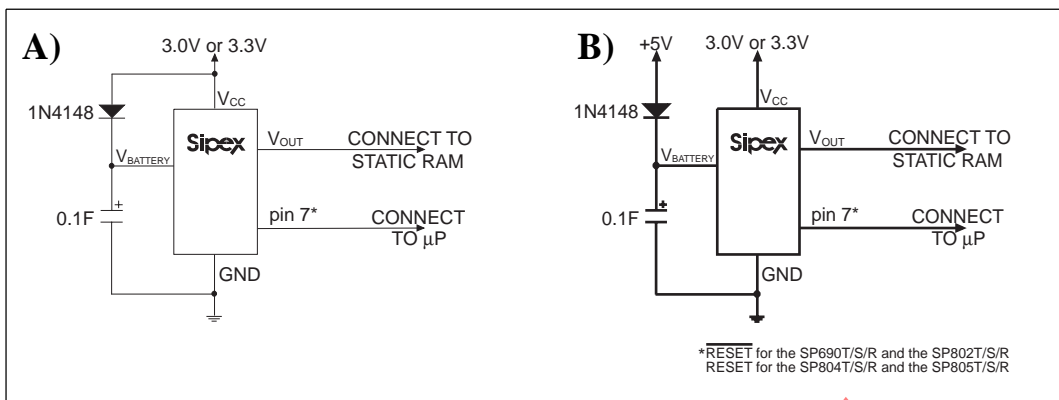 A)
3.0V or 3.3V
1N4148
VCC
Sipex
VOUT
CONNECT TO
STATIC RAM
VBATTERY
+
0.1F
pin 7*
CONNECT
TO µP
GND
B)
+5V
3.0V or 3.3V
1N4148
VCC
Sipex
VOUT
CONNECT TO
STATIC RAM
VBATTERY
+
0.1F
pin 7*
CONNECT
TO µP
GND
*RESET for the SP690T/S/R and the SP802T/S/R
RESET for the SP804T/S/R and the SP805T/S/R